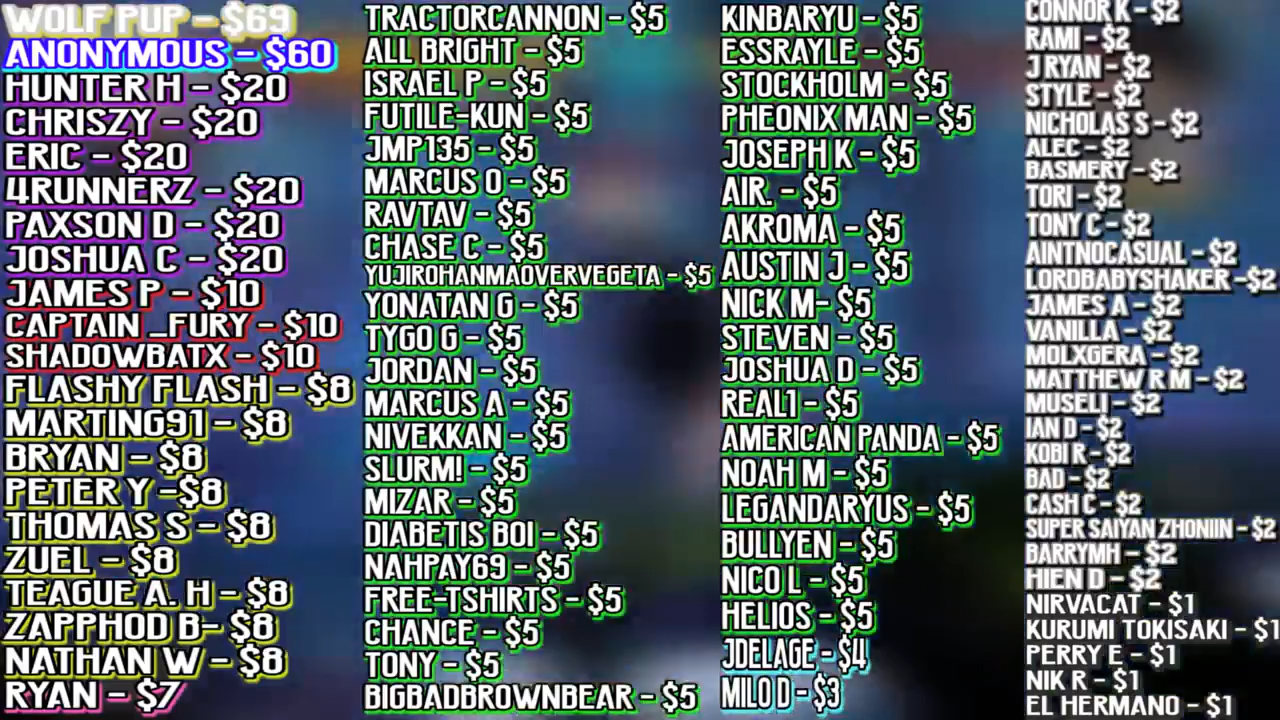 WOLF PUP - $69
ANONYMOUS - $60
HUNTER H - $20
CHRISZY - $20
ERIC - $20
4RUNNERZ - $20
PAXSON D - $20
JOSHUA C - $20
JAMES P - $10
CAPTAIN _FURY - $10
SHADOWBATX - $10
FLASHY FLASH - $8
MARTING91 - $8
BRYAN - $8
PETER Y -$8
THOMAS S - $8
ZUEL - $8
TEAGUE A. H - $8
ZAPPHOD B- $8
NATHAN W - $8
RYAN - $7
TRACTORCANNON - $5
ALL BRIGHT - $5
ISRAEL P - $5
FUTILE-KUN - $5
JMP135 - $5
MARCUS O - $5
RAVTAV - $5
CHASE C - $5
YUJIROHANMAOVERVEGETA - $5
YONATAN G - $5
TYGO G - $5
JORDAN - $5
MARCUS A - $5
NIVEKKAN - $5
SLURM! - $5
MIZAR - $5
DIABETIS BOI - $5
NAHPAY69 - $5
FREE-TSHIRTS - $5
CHANCE - $5
TONY - $5
BIGBADBROWNBEAR - $5
KINBARYU - $5
ESSRAYLE - $5
STOCKHOLM - $5
PHEONIX MAN - $5
JOSEPH K - $5
AIR. - $5
AKROMA - $5
AUSTIN J - $5
NICK M- $5
STEVEN - $5
JOSHUA D - $5
REAL1 - $5
AMERICAN PANDA - $5
NOAH M - $5
LEGANDARYUS - $5
BULLYEN - $5
NICO L - $5
HELIOS - $5
JDELAGE - $4
MILO D - $3
CONNOR K - $2
RAMI - $2
J RYAN - $2
STYLE - $2
NICHOLAS S - $2
ALEC - $2
BASMERY - $2
TORI - $2
TONY C - $2
AINTNOCASUAL - $2
LORDBABYSHAKER -$2
JAMES A - $2
VANILLA - $2
MOLXGERA - $2
MATTHEW R M - $2
MUSELI - $2
IAN D - $2
KOBI R - $2
BAD - $2
CASH C - $2
SUPER SAIYAN ZHONIIN - $2
BARRYMH - $2
HIEN D - $2
NIRVACAT - $1
KURUMI TOKISAKI - $1
PERRY E - $1
NIK R - $1
EL HERMANO - $1